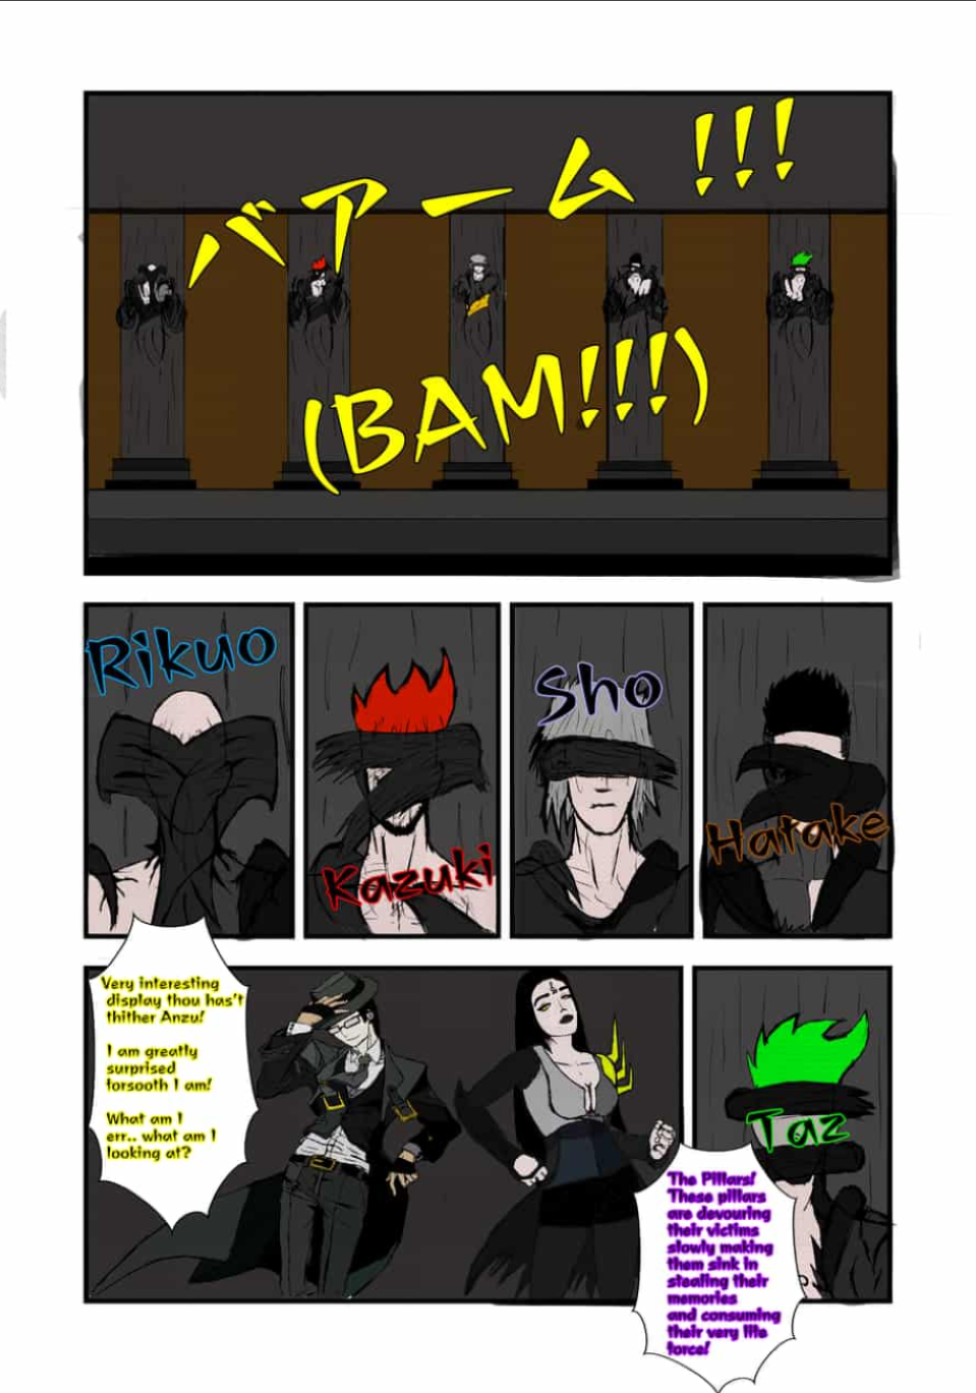 バアーム!!!
(BAM!!!)
Rikuo
Kazuki
Sho
Hatake
Very interesting
display thou has't
thither Anzu!
I am greatly
surprised
forsooth I am!
What am I
err.. what am I
looking at?
Taz
The Pillars!
These pillars
are devouring
their victims
slowly making
them sink in
stealing their
memories
and consuming
their very life
force!